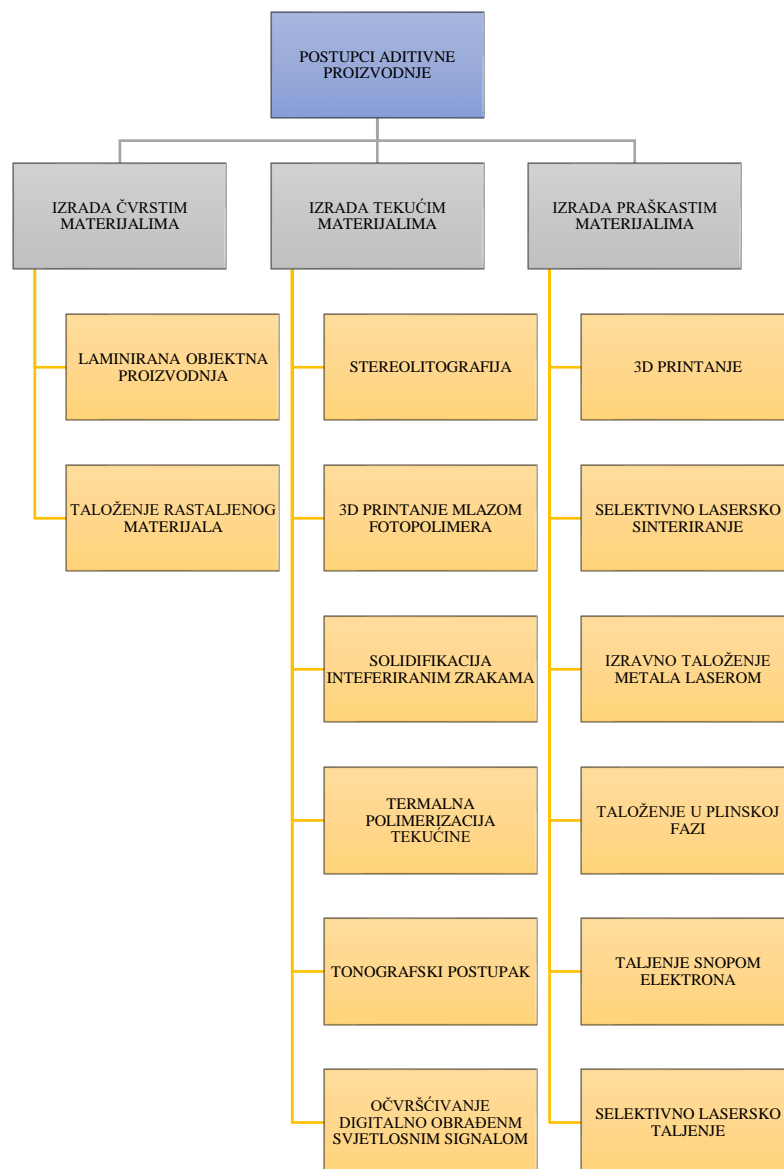 POSTUPCI ADITIVNE
PROIZVODNJE
IZRADA ČVRSTIM
MATERIJALIMA
LAMINIRANA OBJEKTNA
PROIZVODNJA
TALOŽENJE RASTALJENOG
MATERIJALA
IZRADA TEKUĆIM
MATERIJALIMA
STEREOLITOGRAFIJA
3D PRINTANJE MLAZOM
FOTOPOLIMERA
SOLIDIFIKACIJA
INTEFERIRANIM ZRAKAMA
TERMALNA
POLIMERIZACIJA
TEKUĆINE
TONOGRAFSKI POSTUPAK
OČVRŠĆIVANJE
DIGITALNO OBRAĐENM
SVJETLOSNIM SIGNALOM
IZRADA PRAŠKASTIM
MATERIJALIMA
3D PRINTANJE
SELEKTIVNO LASERSKO
SINTERIRANJE
IZRAVNO TALOŽENJE
METALA LASEROM
TALOŽENJE U PLINSKOJ
FAZI
TALJENJE SNOPOM
ELEKTRONA
SELEKTIVNO LASERSKO
TALJENJE